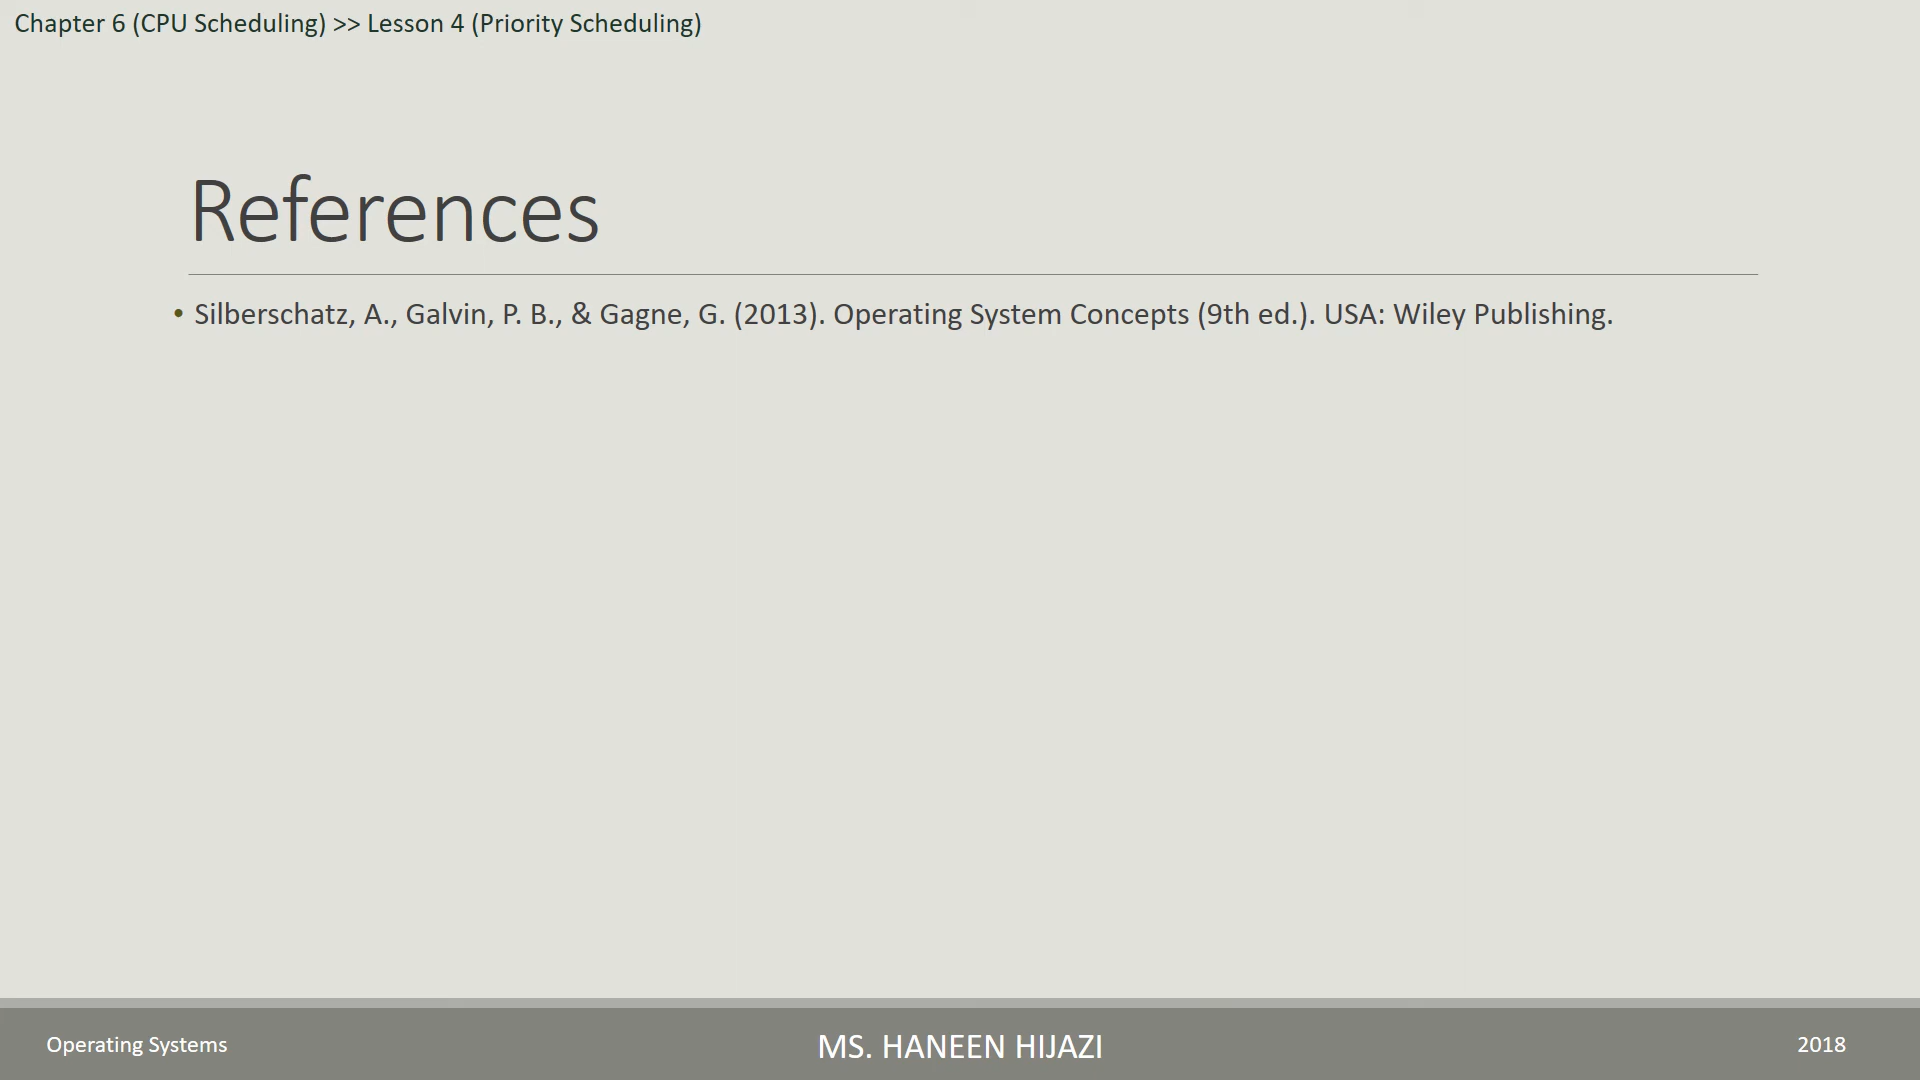 Chapter 6 (CPU Scheduling) >> Lesson 4 (Priority Scheduling)
References
• Silberschatz, A., Galvin, P. B., & Gagne, G. (2013). Operating System Concepts (9th ed.). USA: Wiley Publishing.
Operating Systems
MS. HANEEN HIJAZI
2018